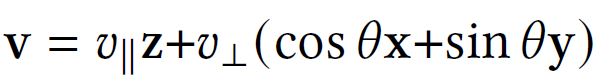 𝐯 = v∥𝐳+v⊥(cos θ𝐱+sin θ𝐲)